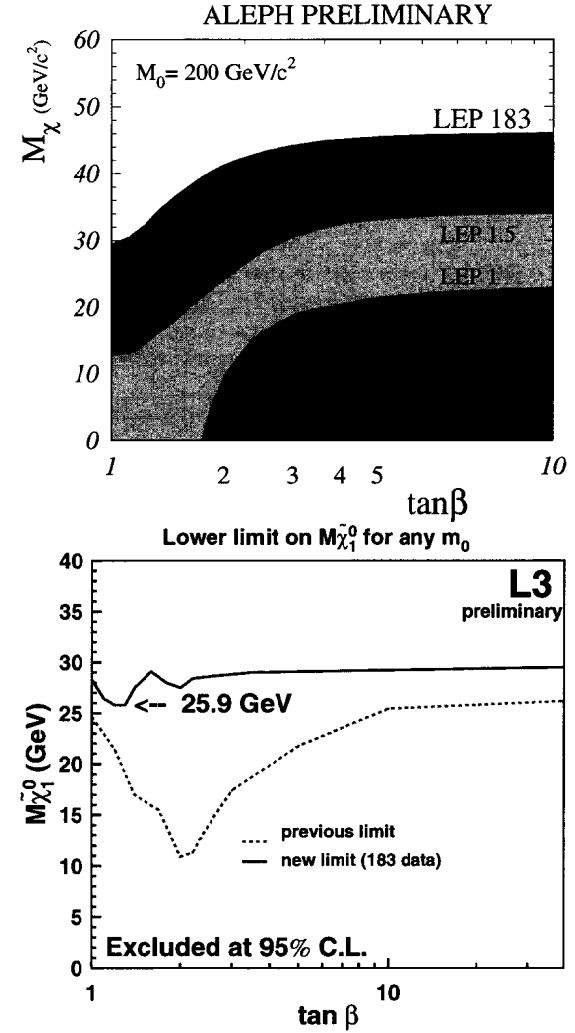 ALEPH PRELIMINARY
M₀= 200 GeV/c²
Mχ (GeV/c²)
60
50
40
30
20
10
0
LEP 183
LEP 1.5
LEP 1
1 2 3 4 5 10
tanβ
Lower limit on Mχ̃₁⁰ for any m₀
L3
preliminary
Mχ̃₁⁰ (GeV)
40
35
30
25
20
15
10
5
0
<-- 25.9 GeV
previous limit
new limit (183 data)
Excluded at 95% C.L.
1 10
tan β